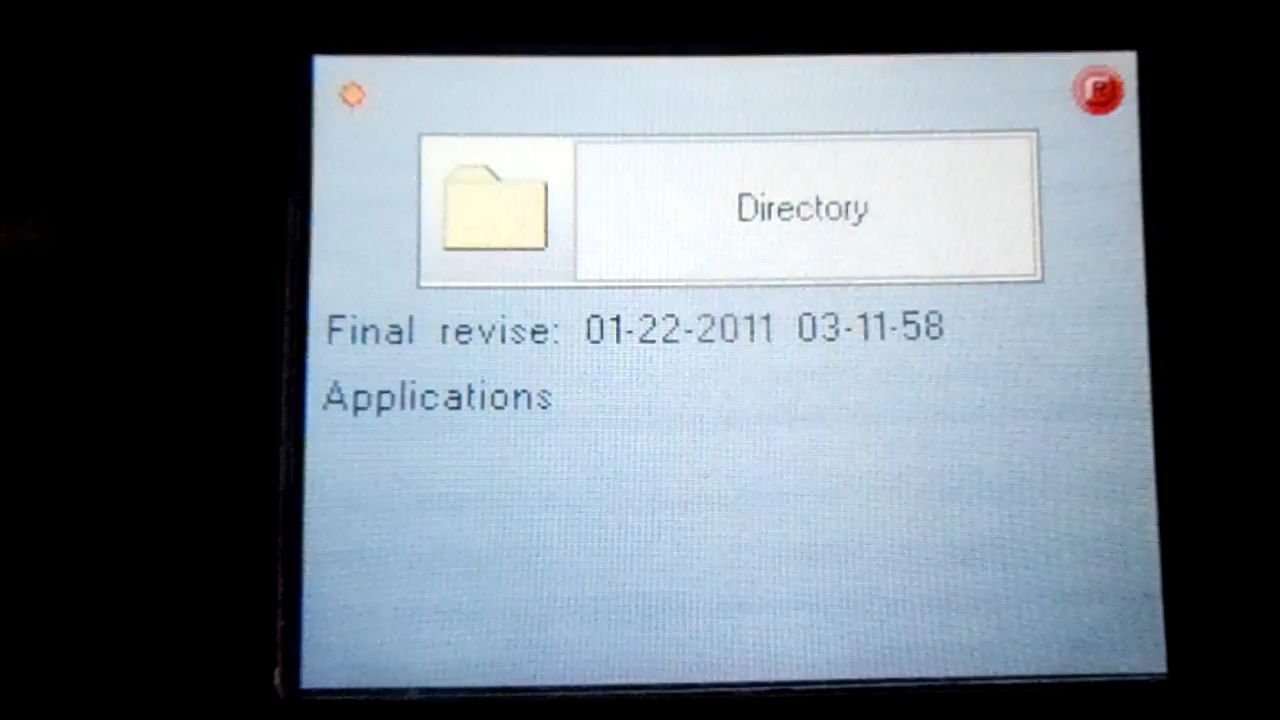 R
Directory
Final revise: 01-22-2011 03-11-58
Applications